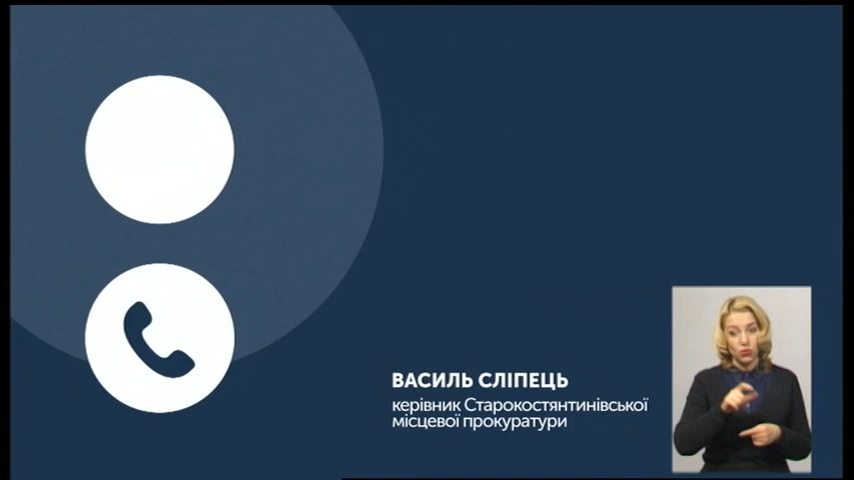 ВАСИЛЬ СЛІПЕЦЬ
керівник Старокостянтинівської
місцевої прокуратури